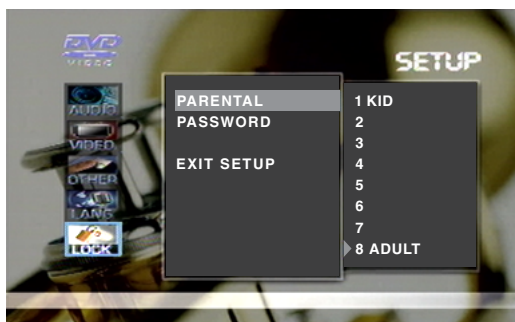 DVD
VIDEO
SETUP
AUDIO
VIDEO
OTHER
LANG
LOCK
PARENTAL
PASSWORD
EXIT SETUP
1 KID
2
3
4
5
6
7
8 ADULT